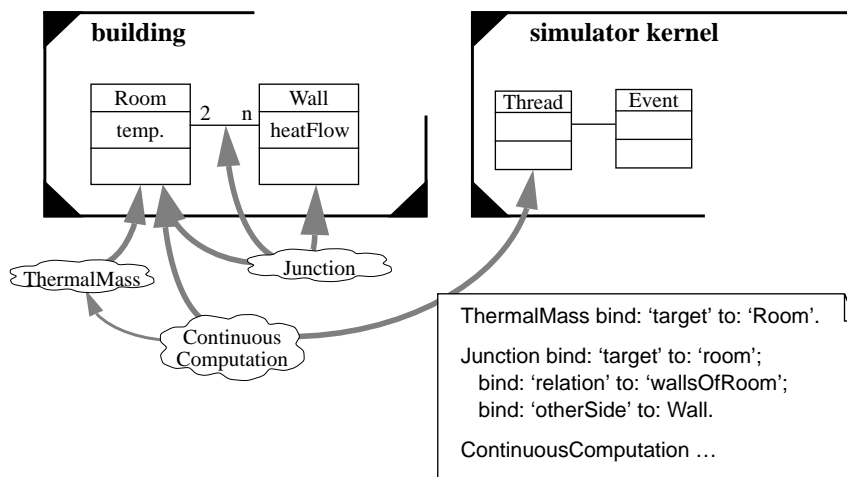 building
simulator kernel
Room
Wall
Thread
Event
2
n
temp.
heatFlow
ThermalMass
Junction
Continuous
Computation
ThermalMass bind: ‘target’ to: ‘Room’.
Junction bind: ‘target’ to: ‘room’;
bind: ‘relation’ to: ‘wallsOfRoom’;
bind: ‘otherSide’ to: Wall.
ContinuousComputation …